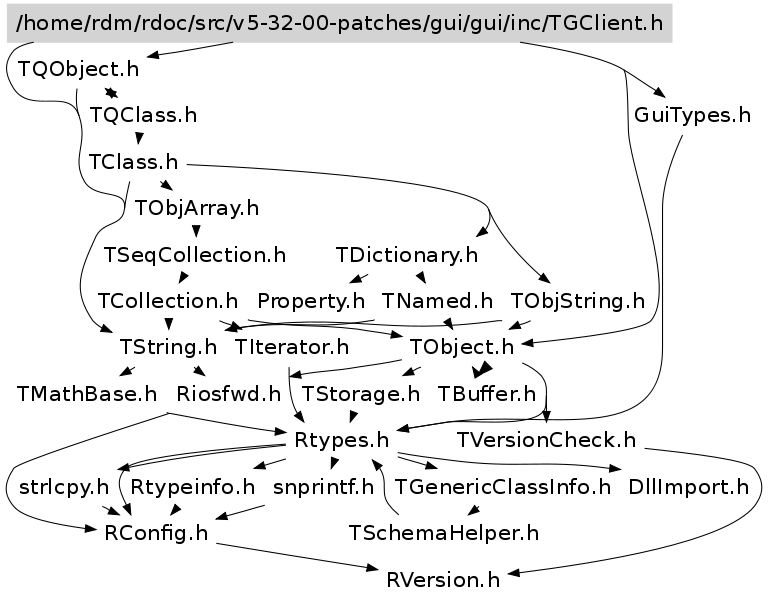 /home/rdm/rdoc/src/v5-32-00-patches/gui/gui/inc/TGClient.h
TQObject.h
TQClass.h GuiTypes.h
TClass.h
TObjArray.h
TSeqCollection.h TDictionary.h
TCollection.h Property.h TNamed.h TObjString.h
TString.h TIterator.h TObject.h
TMathBase.h Riosfwd.h TStorage.h TBuffer.h
Rtypes.h TVersionCheck.h
strlcpy.h Rtypeinfo.h snprintf.h TGenericClassInfo.h DllImport.h
RConfig.h TSchemaHelper.h
RVersion.h